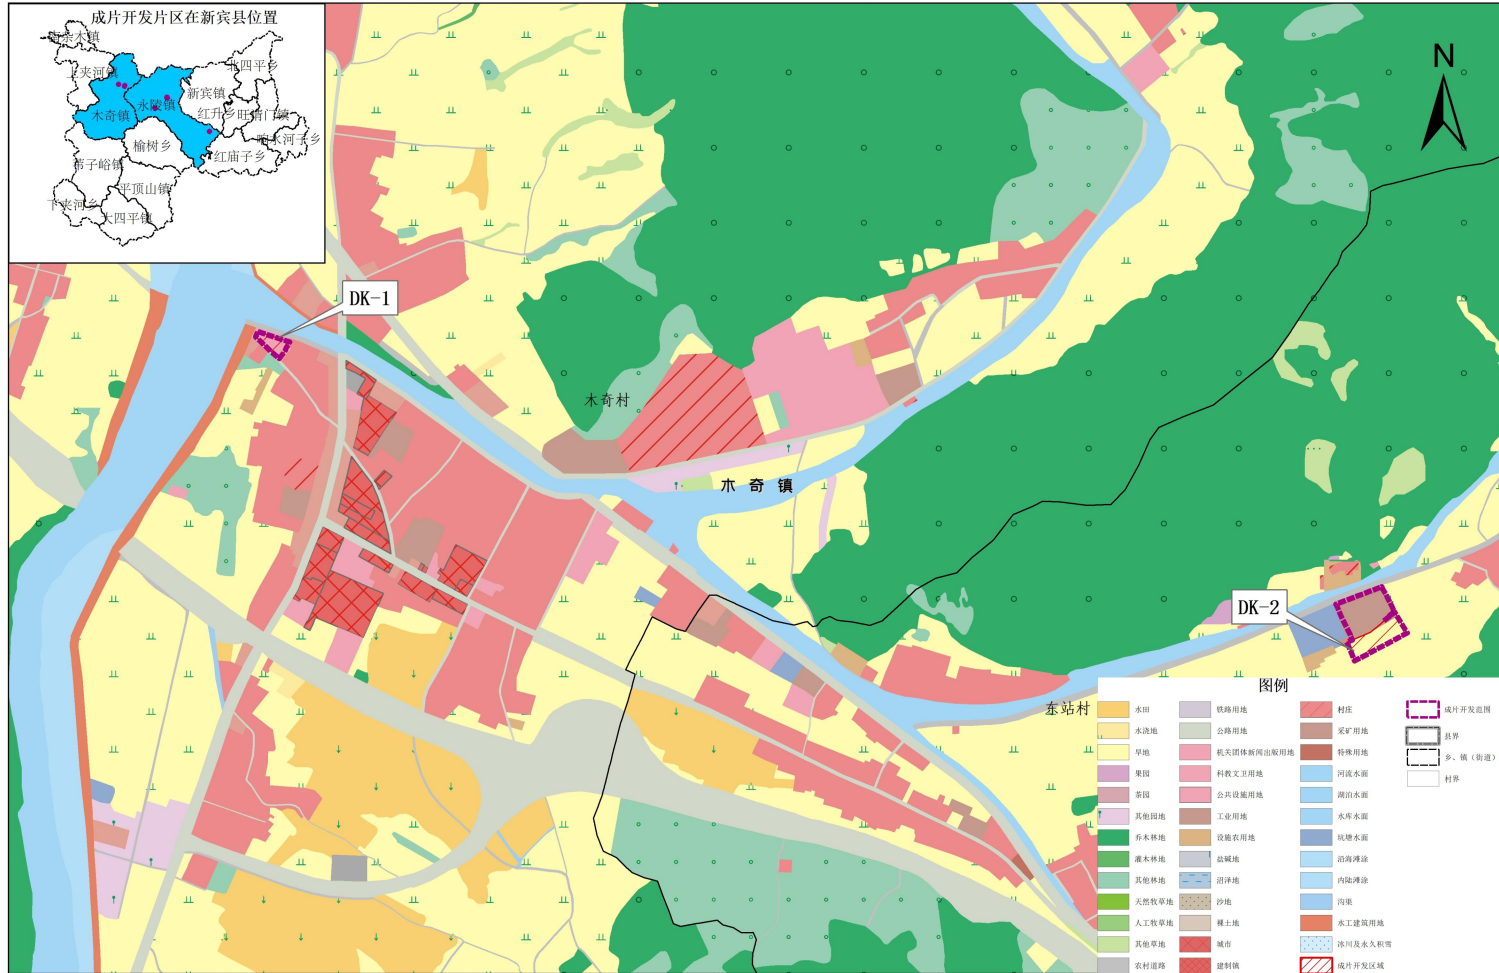 成片开发片区在新宾县位置
南杂木镇
上夹河镇
北四平乡
新宾镇
永陵镇
木奇镇
红升乡
旺清门镇
响水河子乡
榆树乡
红庙子乡
苇子峪镇
平顶山镇
下夹河乡
大四平镇
N
DK-1
木奇村
木奇镇
DK-2
东站村
图例
水田
水浇地
旱地
果园
茶园
其他园地
乔木林地
灌木林地
其他林地
天然牧草地
人工牧草地
其他草地
农村道路
铁路用地
公路用地
机关团体新闻出版用地
科教文卫用地
公共设施用地
工业用地
设施农用地
盐碱地
沼泽地
沙地
裸土地
城市
建制镇
村庄
采矿用地
特殊用地
河流水面
湖泊水面
水库水面
坑塘水面
沿海滩涂
内陆滩涂
沟渠
水工建筑用地
冰川及永久积雪
成片开发区域
成片开发范围
县界
乡、镇（街道）
村界